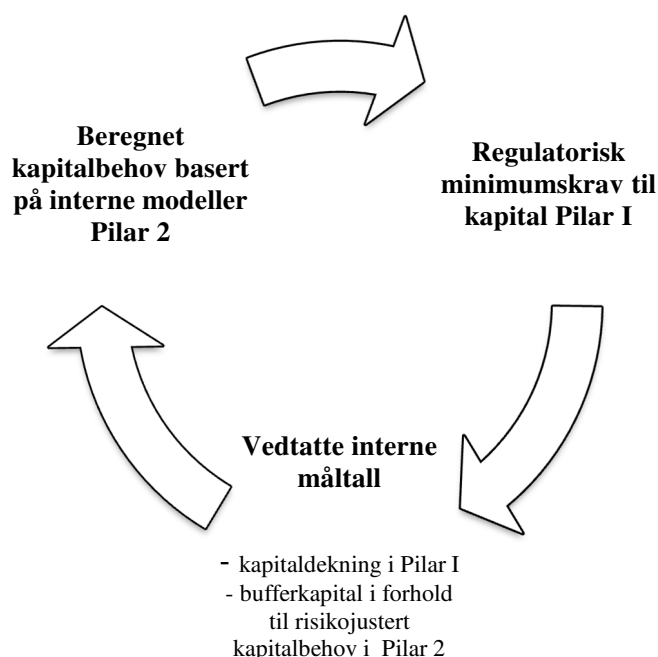 Beregnet
kapitalbehov basert
på interne modeller
Pilar 2
Regulatorisk
minimumskrav til
kapital Pilar I
Vedtatte interne
måltall
- kapitaldekning i Pilar I
- bufferkapital i forhold
til risikojustert
kapitalbehov i Pilar 2